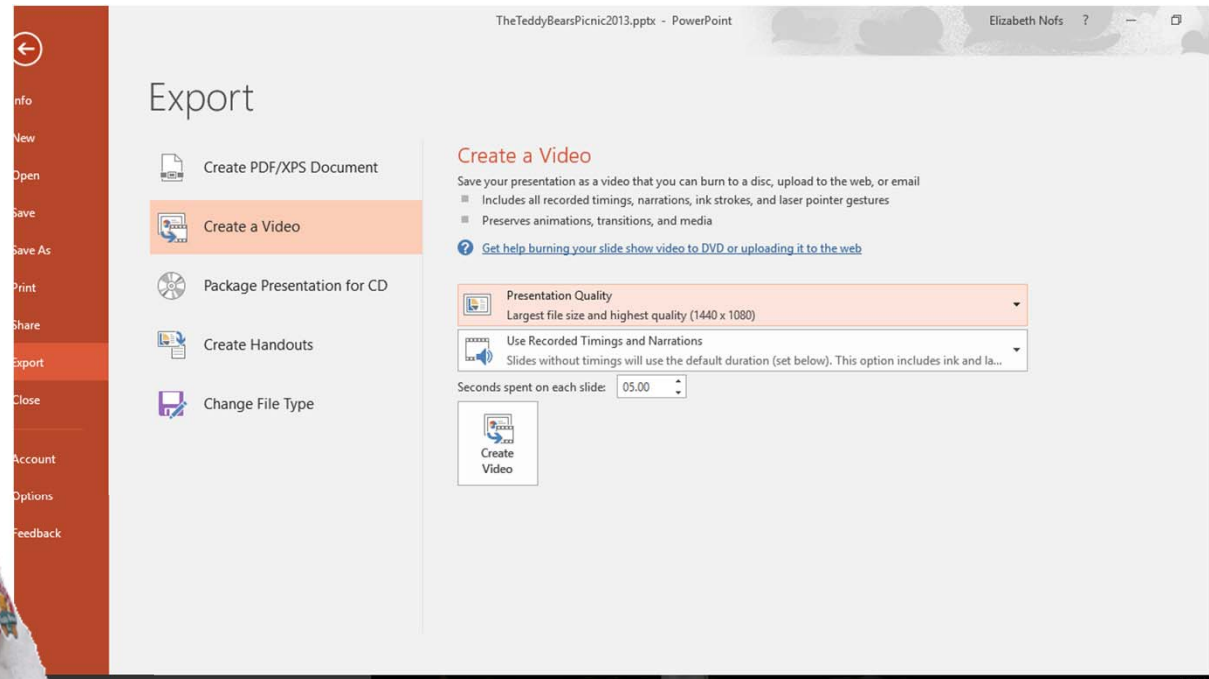 TheTeddyBearsPicnic2013.pptx - PowerPoint
Elizabeth Nofs ?
nfo
New
Open
Save
Save As
Print
Share
Export
Close
Account
Options
Feedback
Export
Create PDF/XPS Document
Create a Video
Package Presentation for CD
Create Handouts
Change File Type
Create a Video
Save your presentation as a video that you can burn to a disc, upload to the web, or email
Includes all recorded timings, narrations, ink strokes, and laser pointer gestures
Preserves animations, transitions, and media
Get help burning your slide show video to DVD or uploading it to the web
Presentation Quality
Largest file size and highest quality (1440 x 1080)
Use Recorded Timings and Narrations
Slides without timings will use the default duration (set below). This option includes ink and la...
Seconds spent on each slide: 05.00
Create
Video